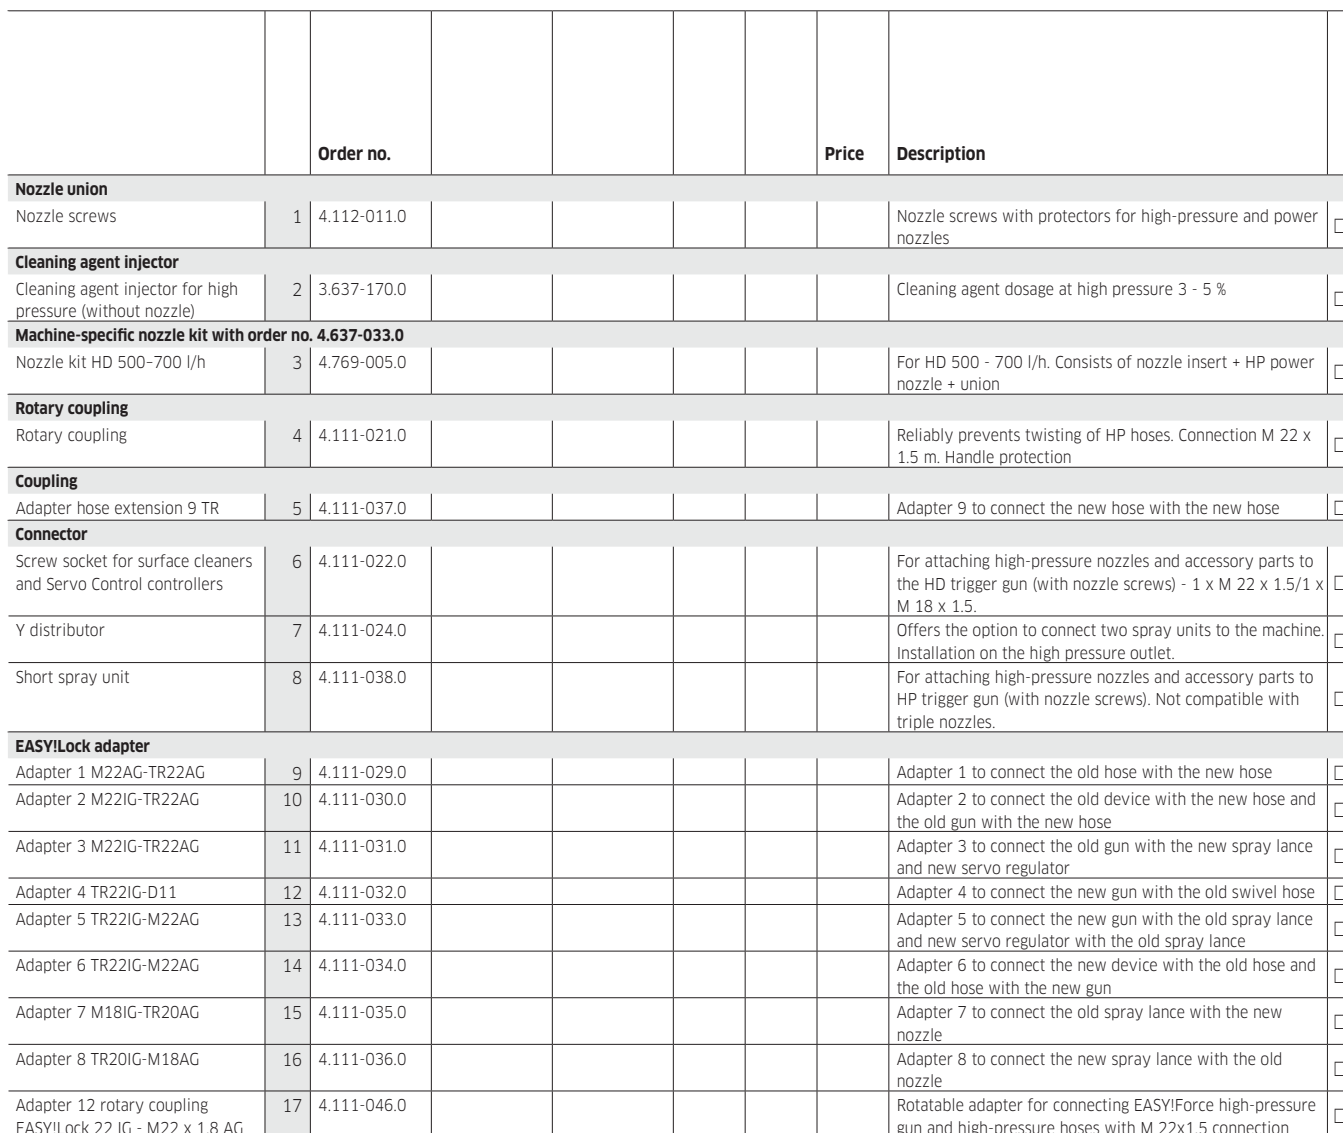 Order no. Price Description
Nozzle union
Nozzle screws 1 4.112-011.0 Nozzle screws with protectors for high-pressure and power
nozzles
Cleaning agent injector
Cleaning agent injector for high 2 3.637-170.0 Cleaning agent dosage at high pressure 3 - 5 %
pressure (without nozzle)
Machine-specific nozzle kit with order no. 4.637-033.0
Nozzle kit HD 500–700 l/h 3 4.769-005.0 For HD 500 - 700 l/h. Consists of nozzle insert + HP power
nozzle + union
Rotary coupling
Rotary coupling 4 4.111-021.0 Reliably prevents twisting of HP hoses. Connection M 22 x
1.5 m. Handle protection
Coupling
Adapter hose extension 9 TR 5 4.111-037.0 Adapter 9 to connect the new hose with the new hose
Connector
Screw socket for surface cleaners 6 4.111-022.0 For attaching high-pressure nozzles and accessory parts to
and Servo Control controllers the HD trigger gun (with nozzle screws) - 1 x M 22 x 1.5/1 x
M 18 x 1.5.
Y distributor 7 4.111-024.0 Offers the option to connect two spray units to the machine.
Installation on the high pressure outlet.
Short spray unit 8 4.111-038.0 For attaching high-pressure nozzles and accessory parts to
HP trigger gun (with nozzle screws). Not compatible with
triple nozzles.
EASY!Lock adapter
Adapter 1 M22AG-TR22AG 9 4.111-029.0 Adapter 1 to connect the old hose with the new hose
Adapter 2 M22IG-TR22AG 10 4.111-030.0 Adapter 2 to connect the old device with the new hose and
the old gun with the new hose
Adapter 3 M22IG-TR22AG 11 4.111-031.0 Adapter 3 to connect the old gun with the new spray lance
and new servo regulator
Adapter 4 TR22IG-D11 12 4.111-032.0 Adapter 4 to connect the new gun with the old swivel hose
Adapter 5 TR22IG-M22AG 13 4.111-033.0 Adapter 5 to connect the new gun with the old spray lance
and new servo regulator with the old spray lance
Adapter 6 TR22IG-M22AG 14 4.111-034.0 Adapter 6 to connect the new device with the old hose and
the old hose with the new gun
Adapter 7 M18IG-TR20AG 15 4.111-035.0 Adapter 7 to connect the old spray lance with the new
nozzle
Adapter 8 TR20IG-M18AG 16 4.111-036.0 Adapter 8 to connect the new spray lance with the old
nozzle
Adapter 12 rotary coupling 17 4.111-046.0 Rotatable adapter for connecting EASY!Force high-pressure
EASY!Lock 22 IG - M22 x 1.8 AG gun and high-pressure hoses with M 22x1.5 connection